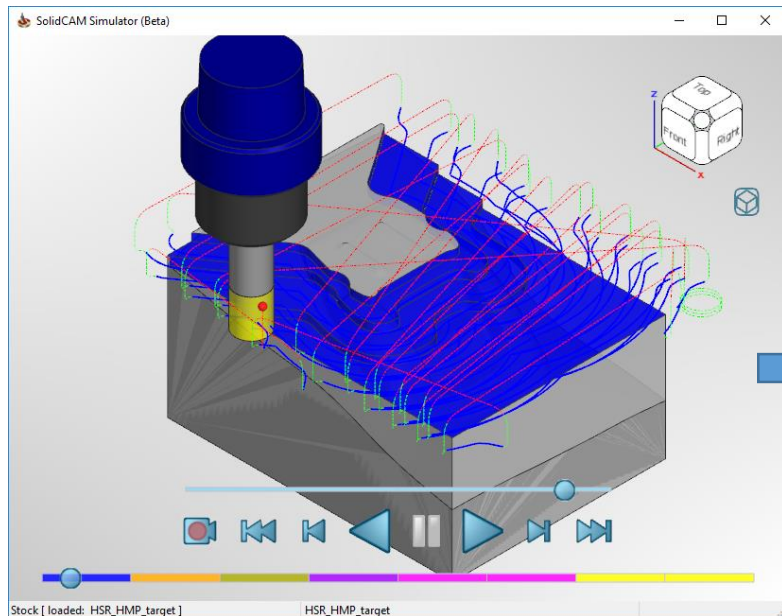 SolidCAM Simulator (Beta)
Top
Front
Right
z
x
Stock [ loaded: HSR_HMP_target ]
HSR_HMP_target